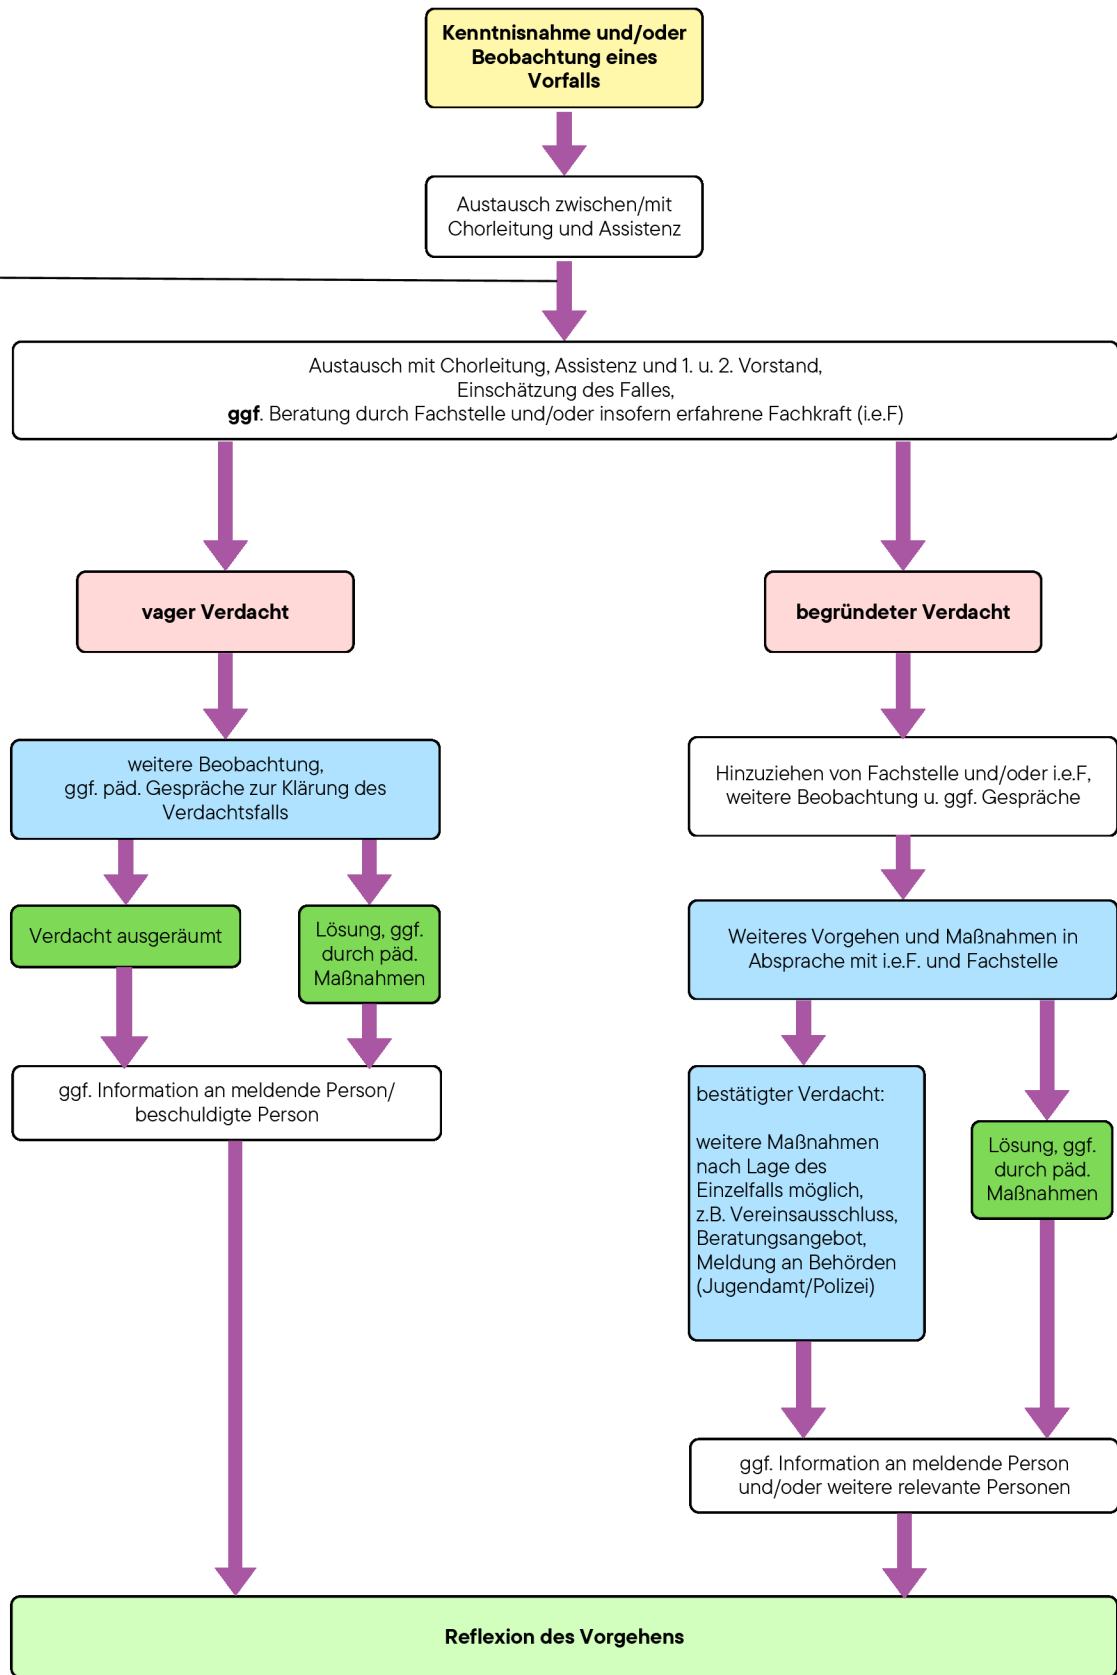 Kenntnisnahme und/oder
Beobachtung eines
Vorfalls
Austausch zwischen/mit
Chorleitung und Assistenz
Austausch mit Chorleitung, Assistenz und 1. u. 2. Vorstand,
Einschätzung des Falles,
ggf. Beratung durch Fachstelle und/oder insofern erfahrene Fachkraft (i.e.F)
vager Verdacht
weitere Beobachtung,
ggf. päd. Gespräche zur Klärung des
Verdachtsfalls
Verdacht ausgeräumt
Lösung, ggf.
durch päd.
Maßnahmen
ggf. Information an meldende Person/
beschuldigte Person
begründeter Verdacht
Hinzuziehen von Fachstelle und/oder i.e.F,
weitere Beobachtung u. ggf. Gespräche
Weiteres Vorgehen und Maßnahmen in
Absprache mit i.e.F. und Fachstelle
bestätigter Verdacht:
weitere Maßnahmen
nach Lage des
Einzelfalls möglich,
z.B. Vereinsausschluss,
Beratungsangebot,
Meldung an Behörden
(Jugendamt/Polizei)
Lösung, ggf.
durch päd.
Maßnahmen
ggf. Information an meldende Person
und/oder weitere relevante Personen
Reflexion des Vorgehens